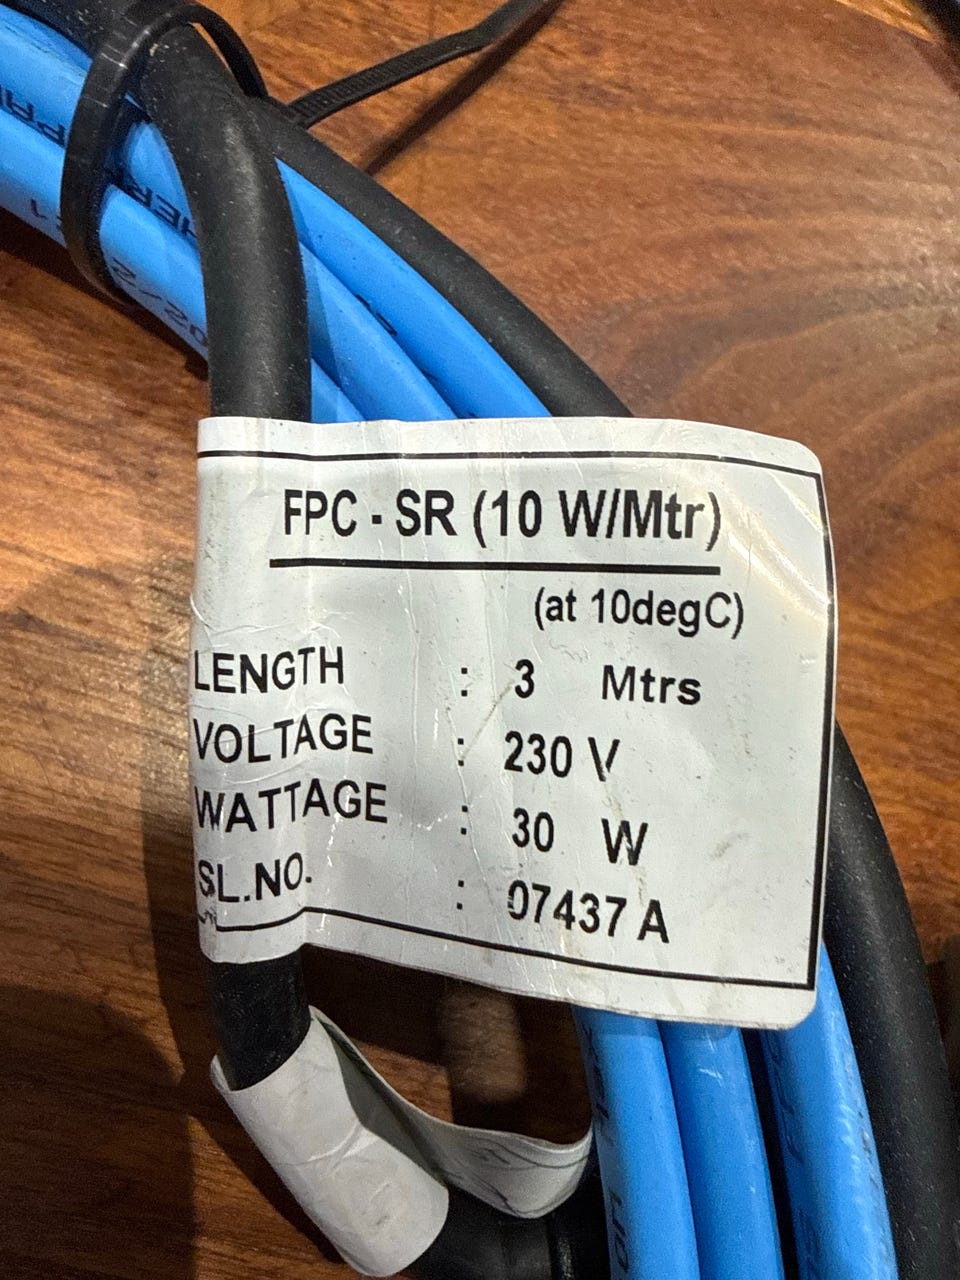 FPC - SR (10 W/Mtr)
(at 10degC)
LENGTH : 3 Mtrs
VOLTAGE : 230 V
WATTAGE : 30 W
SL.NO. : 07437 A